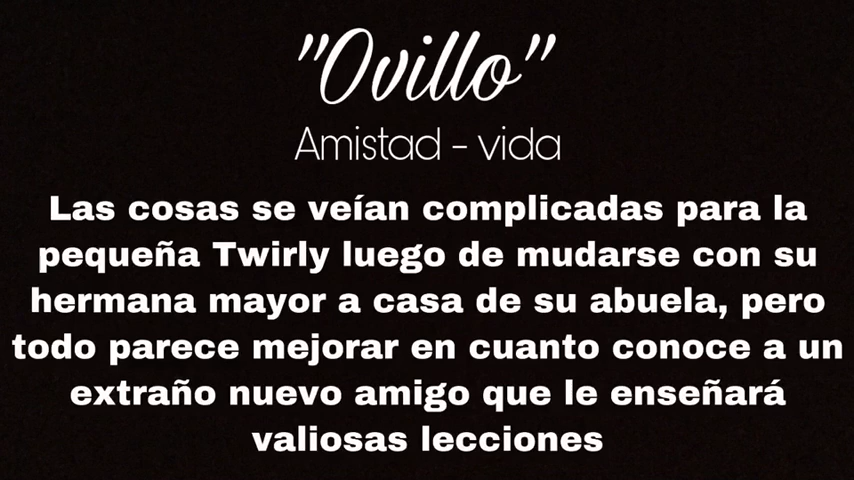 "Ovillo"
Amistad - vida
Las cosas se veían complicadas para la
pequeña Twirly luego de mudarse con su
hermana mayor a casa de su abuela, pero
todo parece mejorar en cuanto conoce a un
extraño nuevo amigo que le enseñará
valiosas lecciones